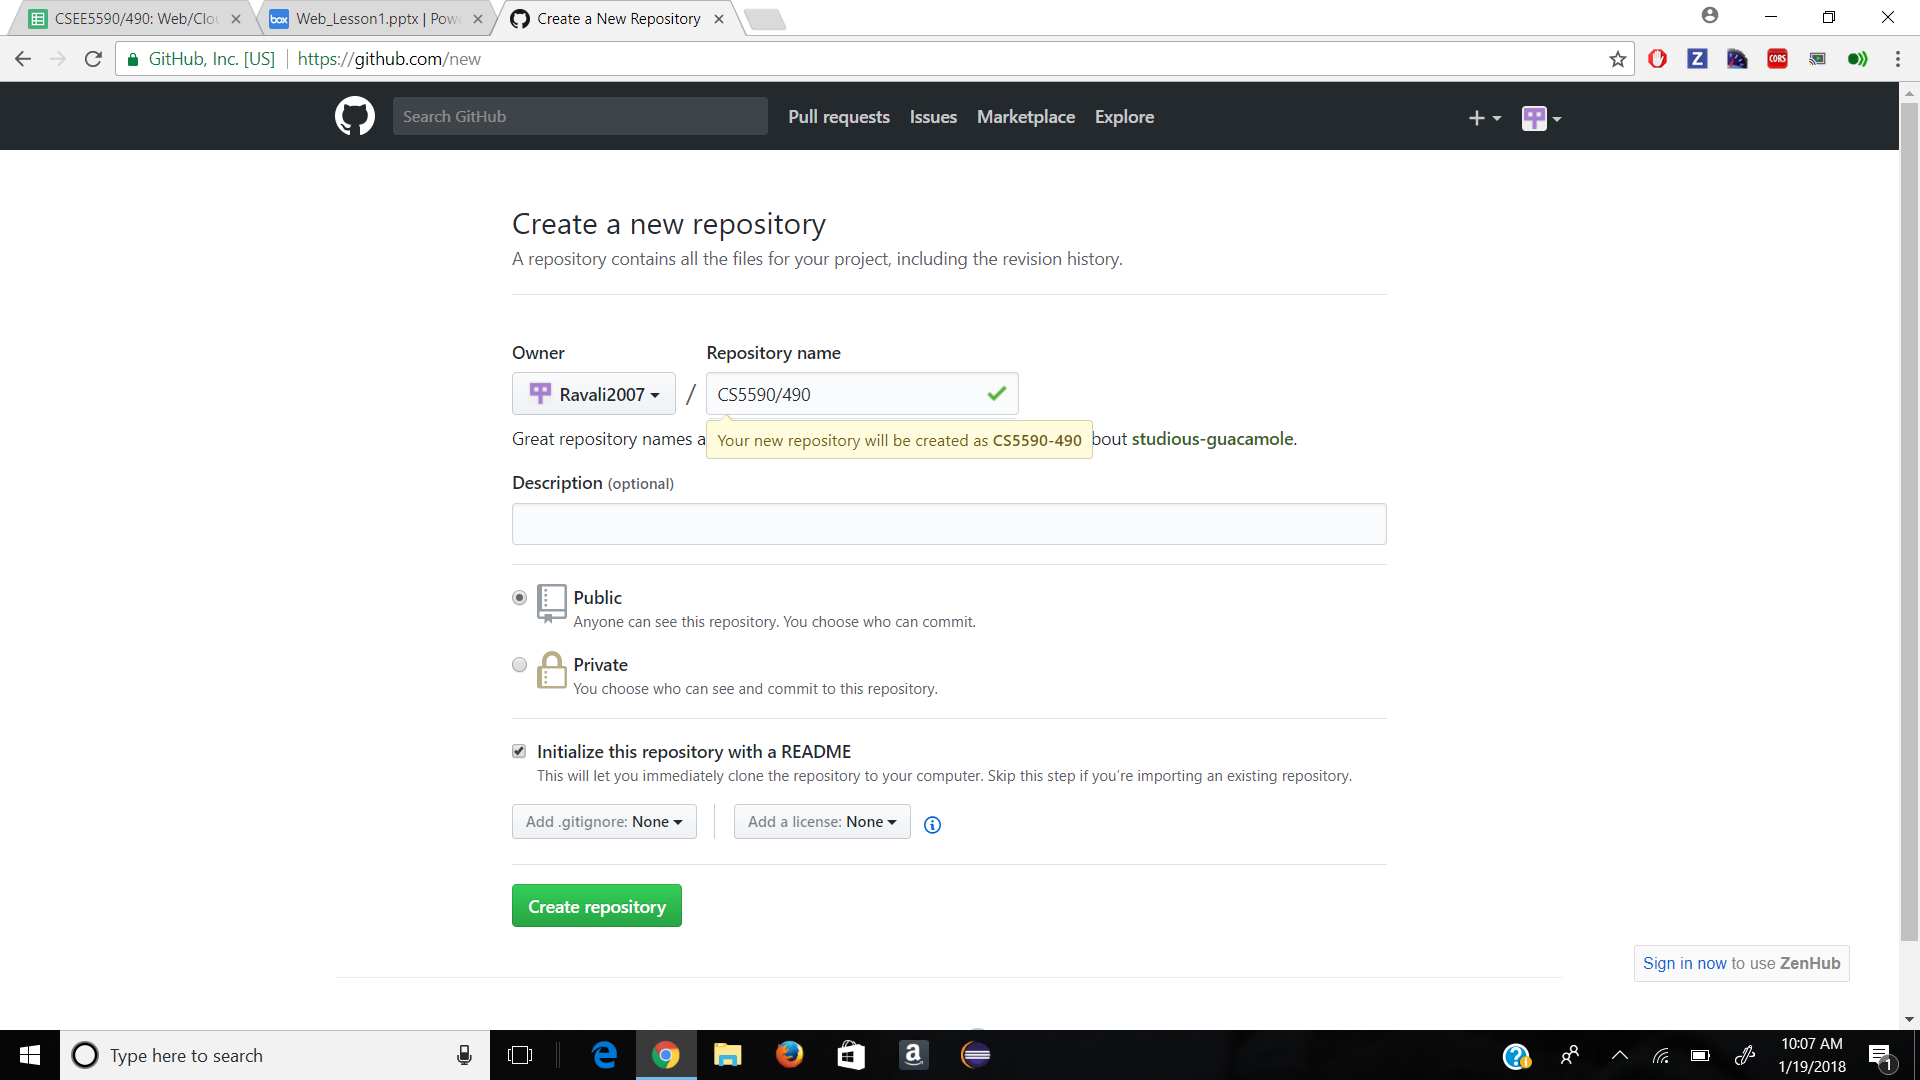 CSEE5590/490: Web/Clou
Web_Lesson1.pptx | Pow
Create a New Repository
GitHub, Inc. [US]
https://github.com/new
Z
CORS
Search GitHub
Pull requests
Issues
Marketplace
Explore
Create a new repository
A repository contains all the files for your project, including the revision history.
Owner
Repository name
Ravali2007
/
CS5590/490
Great repository names a
Your new repository will be created as CS5590-490
bout studious-guacamole.
Description (optional)
Public
Anyone can see this repository. You choose who can commit.
Private
You choose who can see and commit to this repository.
Initialize this repository with a README
This will let you immediately clone the repository to your computer. Skip this step if you’re importing an existing repository.
Add .gitignore: None
Add a license: None
Create repository
Sign in now to use ZenHub
Type here to search
10:07 AM
1/19/2018
1